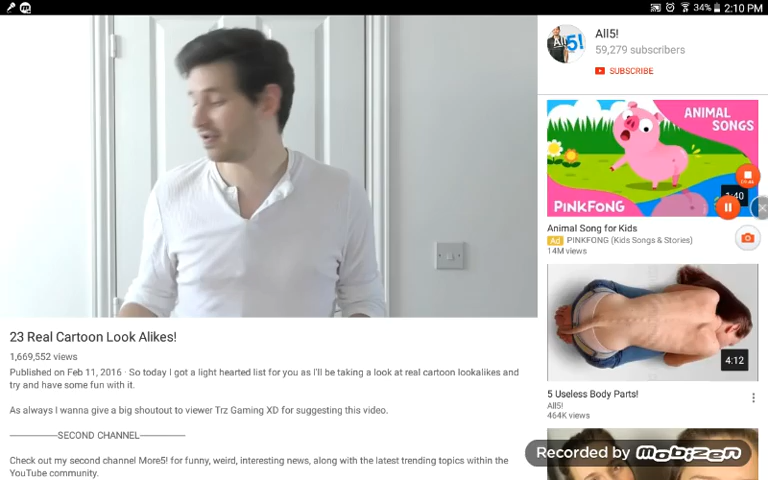 34% 2:10 PM
All5!
59,279 subscribers
SUBSCRIBE
5!
ANIMAL
SONGS
PINKFONG
1:40
Animal Song for Kids
Ad PINKFONG (Kids Songs & Stories)
14M views
4:12
5 Useless Body Parts!
All5!
464K views
23 Real Cartoon Look Alikes!
1,669,552 views
Published on Feb 11, 2016 · So today I got a light hearted list for you as I'll be taking a look at real cartoon lookalikes and
try and have some fun with it.
As always I wanna give a big shoutout to viewer Trz Gaming XD for suggesting this video.
—————SECOND CHANNEL—————
Check out my second channel More5! for funny, weird, interesting news, along with the latest trending topics within the
YouTube community.
Recorded by mobizen